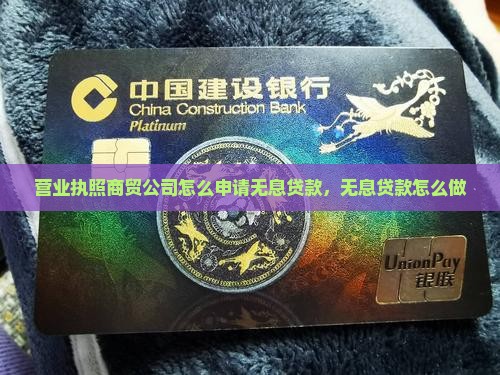 中国建设银行
China Construction Bank
Platinum
营业执照商贸公司怎么申请无息贷款，无息贷款怎么做
UnionPay
银联